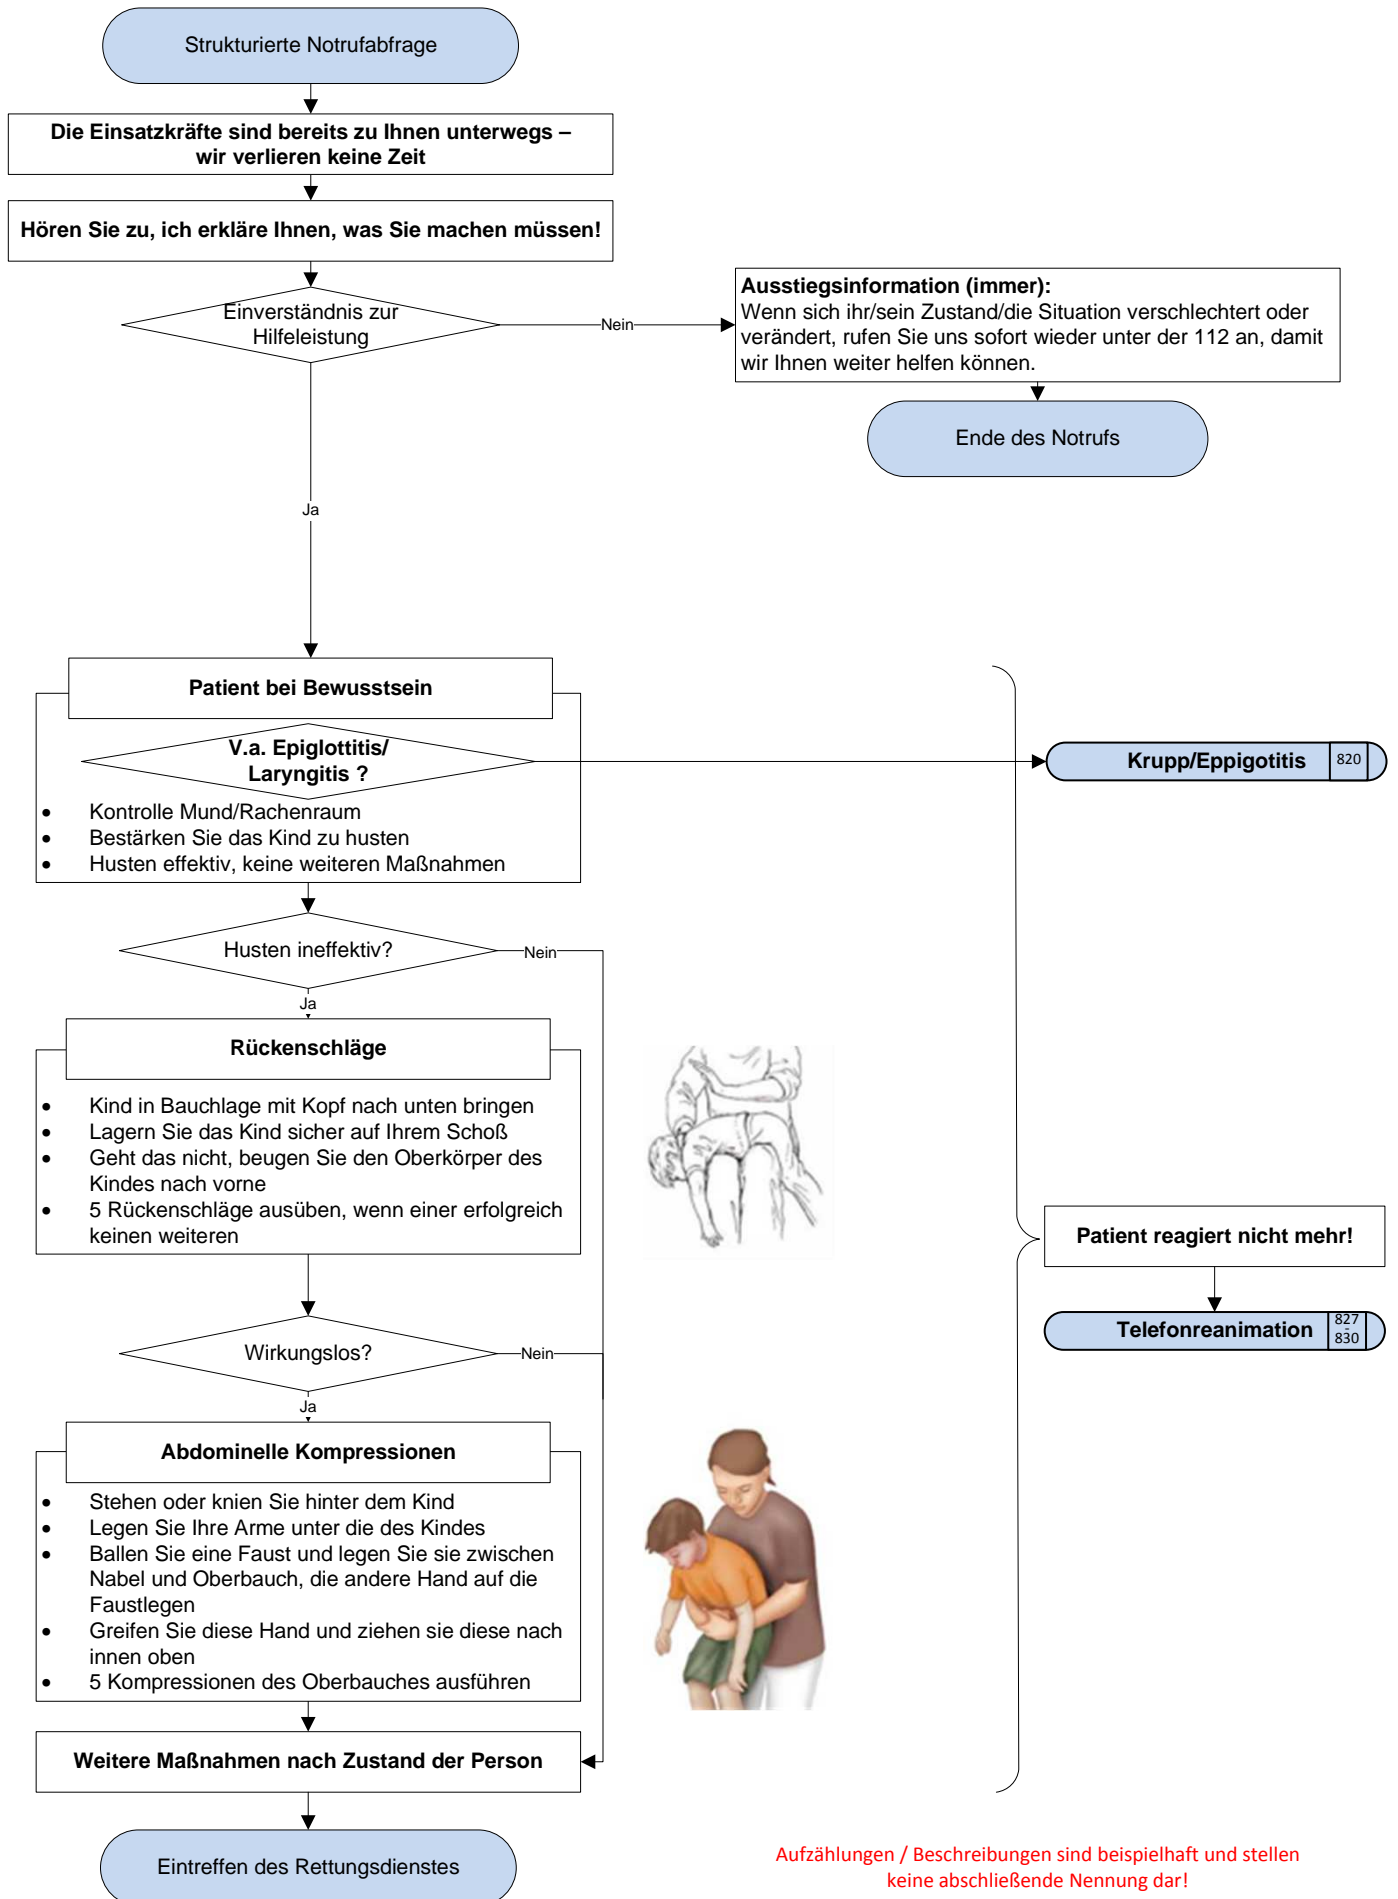 Strukturierte Notrufabfrage
Die Einsatzkräfte sind bereits zu Ihnen unterwegs –
wir verlieren keine Zeit
Hören Sie zu, ich erkläre Ihnen, was Sie machen müssen!
Einverständnis zur
Hilfeleistung
Nein
Ausstiegsinformation (immer):
Wenn sich ihr/sein Zustand/die Situation verschlechtert oder
verändert, rufen Sie uns sofort wieder unter der 112 an, damit
wir Ihnen weiter helfen können.
Ende des Notrufs
Ja
Patient bei Bewusstsein
V.a. Epiglottitis/
Laryngitis ?
Krupp/Eppigotitis
820
• Kontrolle Mund/Rachenraum
• Bestärken Sie das Kind zu husten
• Husten effektiv, keine weiteren Maßnahmen
Husten ineffektiv?
Nein
Ja
Rückenschläge
• Kind in Bauchlage mit Kopf nach unten bringen
• Lagern Sie das Kind sicher auf Ihrem Schoß
• Geht das nicht, beugen Sie den Oberkörper des
Kindes nach vorne
• 5 Rückenschläge ausüben, wenn einer erfolgreich
keinen weiteren
Patient reagiert nicht mehr!
Telefonreanimation
827
-
830
Wirkungslos?
Nein
Ja
Abdominelle Kompressionen
• Stehen oder knien Sie hinter dem Kind
• Legen Sie Ihre Arme unter die des Kindes
• Ballen Sie eine Faust und legen Sie sie zwischen
Nabel und Oberbauch, die andere Hand auf die
Faustlegen
• Greifen Sie diese Hand und ziehen sie diese nach
innen oben
• 5 Kompressionen des Oberbauches ausführen
Weitere Maßnahmen nach Zustand der Person
Eintreffen des Rettungsdienstes
Aufzählungen / Beschreibungen sind beispielhaft und stellen
keine abschließende Nennung dar!